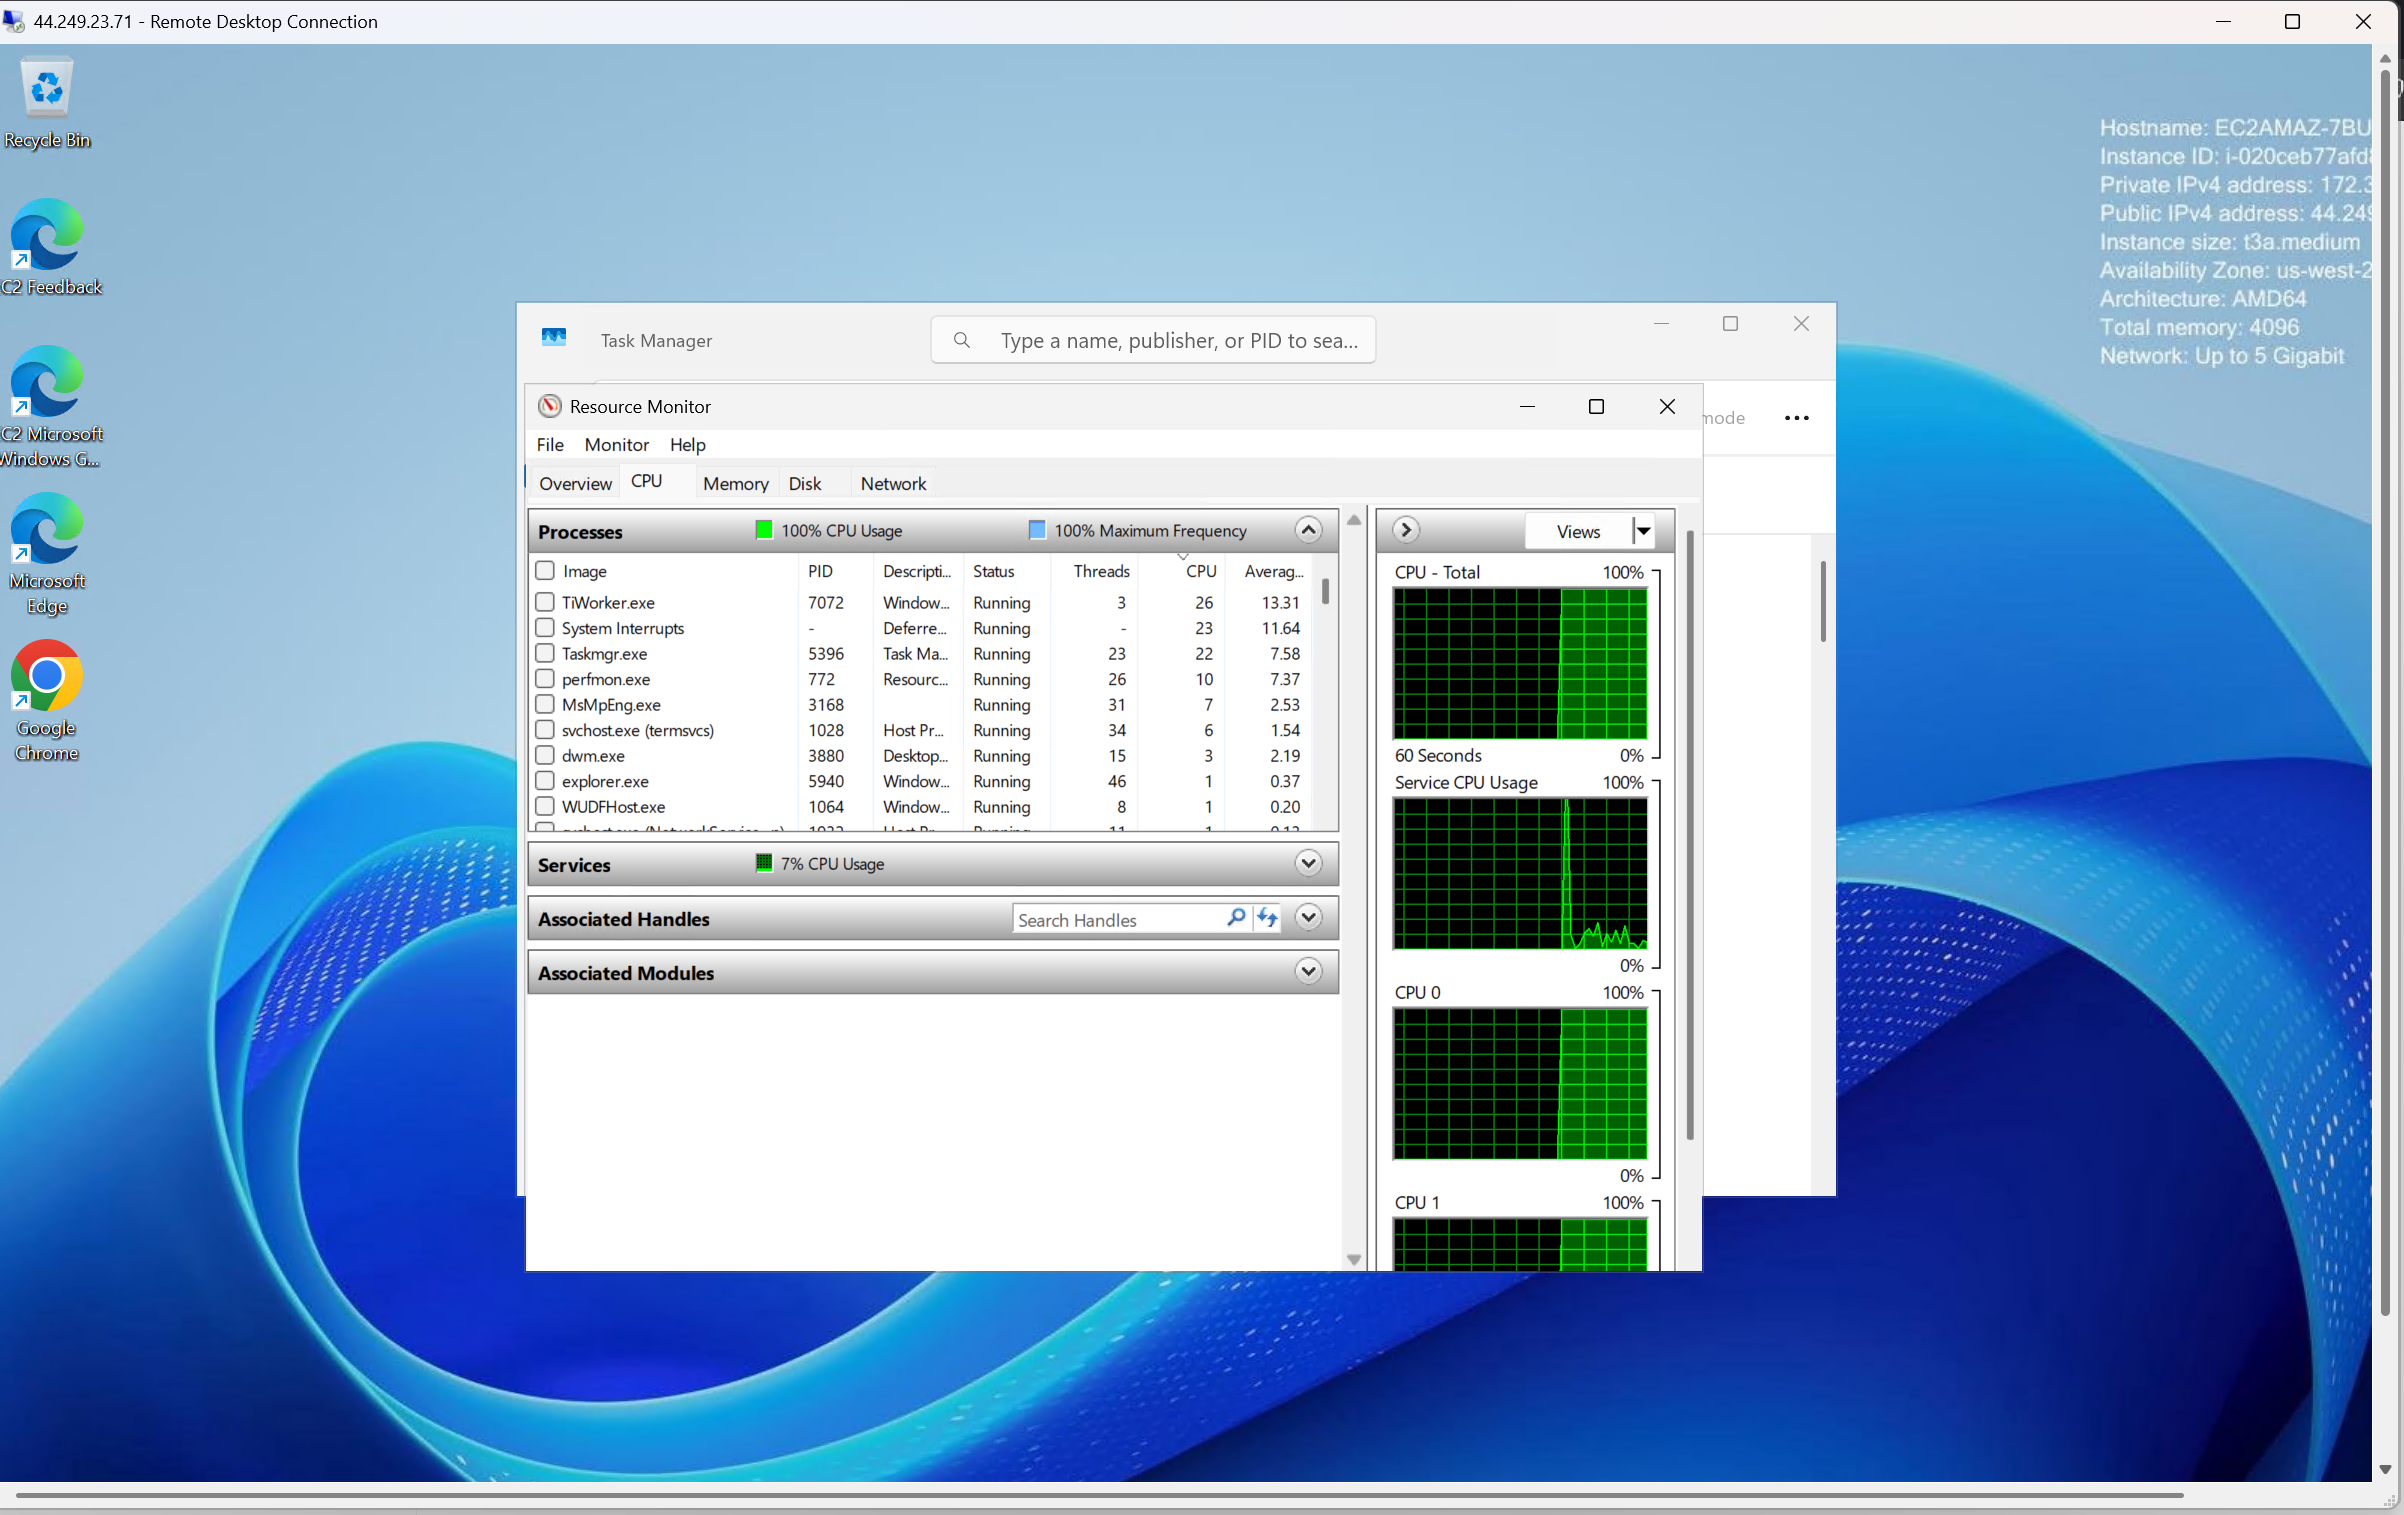 44.249.23.71 - Remote Desktop Connection
Recycle Bin
C2 Feedback
C2 Microsoft
Windows G...
Microsoft
Edge
Google
Chrome
Hostname: EC2AMAZ-7BU
Instance ID: i-020ceb77afd
Private IPv4 address: 172.3
Public IPv4 address: 44.249
Instance size: t3a.medium
Availability Zone: us-west-2
Architecture: AMD64
Total memory: 4096
Network: Up to 5 Gigabit
Task Manager
Type a name, publisher, or PID to sea...
mode
Resource Monitor
File Monitor Help
Overview CPU Memory Disk Network
Processes 100% CPU Usage 100% Maximum Frequency
Image PID Descripti... Status Threads CPU Averag...
TiWorker.exe 7072 Window... Running 3 26 13.31
System Interrupts - Deferre... Running - 23 11.64
Taskmgr.exe 5396 Task Ma... Running 23 22 7.58
perfmon.exe 772 Resourc... Running 26 10 7.37
MsMpEng.exe 3168 Running 31 7 2.53
svchost.exe (termsvcs) 1028 Host Pr... Running 34 6 1.54
dwm.exe 3880 Desktop... Running 15 3 2.19
explorer.exe 5940 Window... Running 46 1 0.37
WUDFHost.exe 1064 Window... Running 8 1 0.20
Services 7% CPU Usage
Associated Handles Search Handles
Associated Modules
Views
CPU - Total 100%
60 Seconds 0%
Service CPU Usage 100%
0%
CPU 0 100%
0%
CPU 1 100%